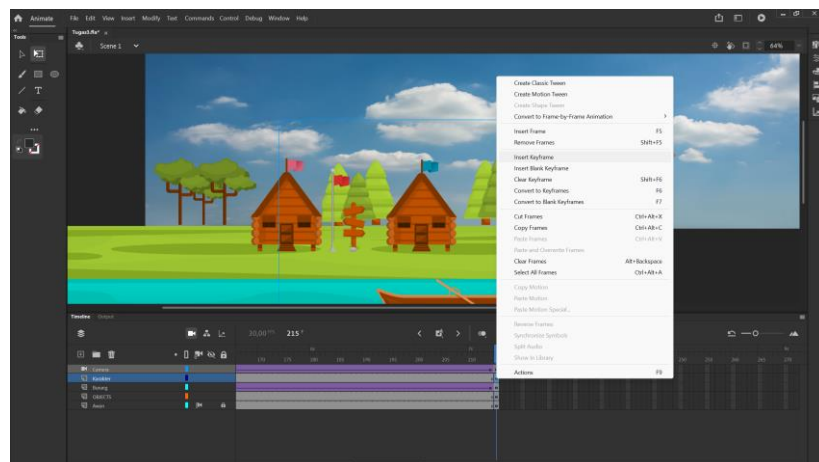 Animate File Edit View Insert Modify Text Commands Control Debug Window Help
Tools
Tugas3.fla* ×
Scene 1
64%
Create Classic Tween
Create Motion Tween
Create Shape Tween
Convert to Frame-by-Frame Animation
Insert Frame F5
Remove Frames Shift+F5
Insert Keyframe
Insert Blank Keyframe
Clear Keyframe Shift+F6
Convert to Keyframes F6
Convert to Blank Keyframes F7
Cut Frames Ctrl+Alt+X
Copy Frames Ctrl+Alt+C
Paste Frames Ctrl+Alt+V
Paste and Overwrite Frames
Clear Frames Alt+Backspace
Select All Frames Ctrl+Alt+A
Copy Motion
Paste Motion
Paste Motion Special...
Reverse Frames
Synchronize Symbols
Split Audio
Show in Library
Actions F9
Timeline Output
30,00 FPS 215
Camera
Karakter
OBJECTS
Awan